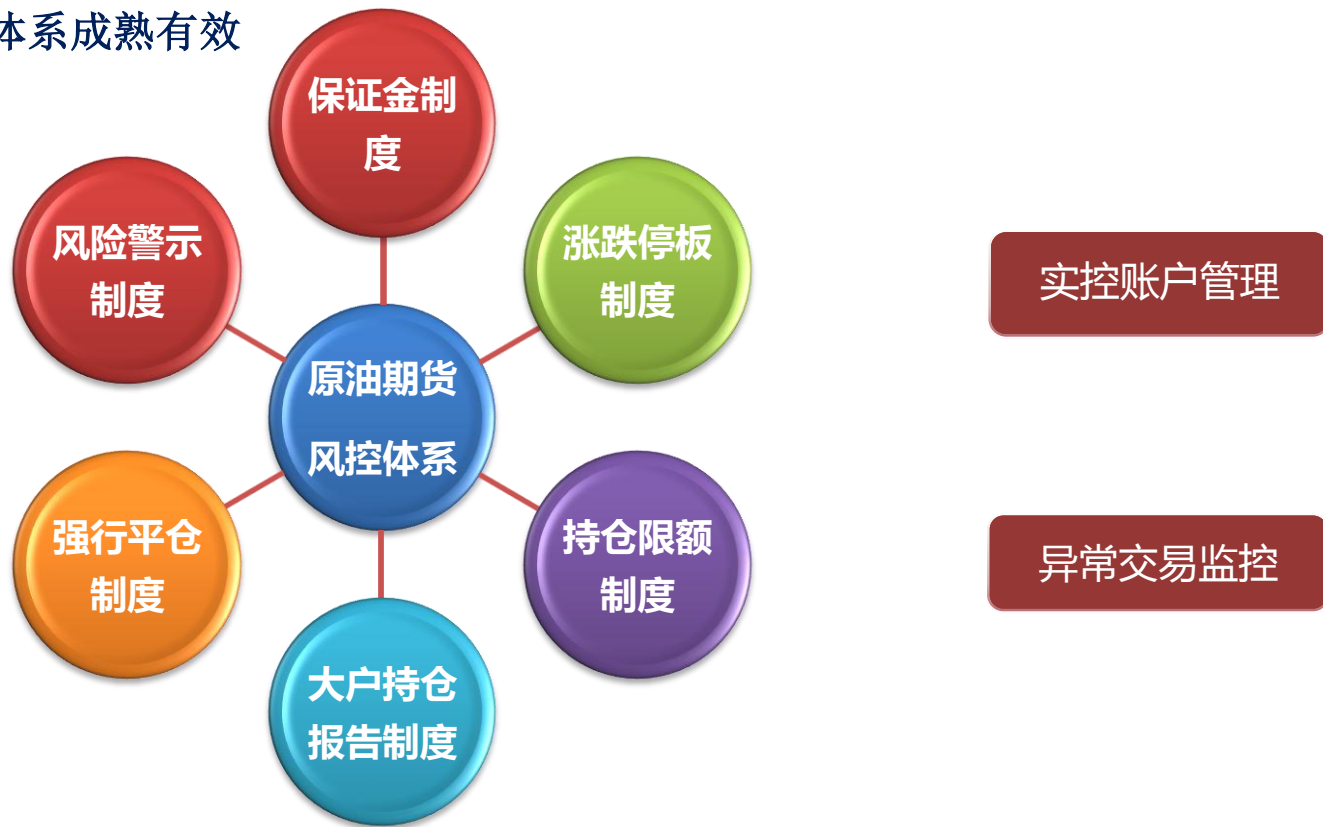 体系成熟有效
保证金制
度
风险警示
制度
涨跌停板
制度
实控账户管理
原油期货
风控体系
强行平仓
制度
持仓限额
制度
异常交易监控
大户持仓
报告制度